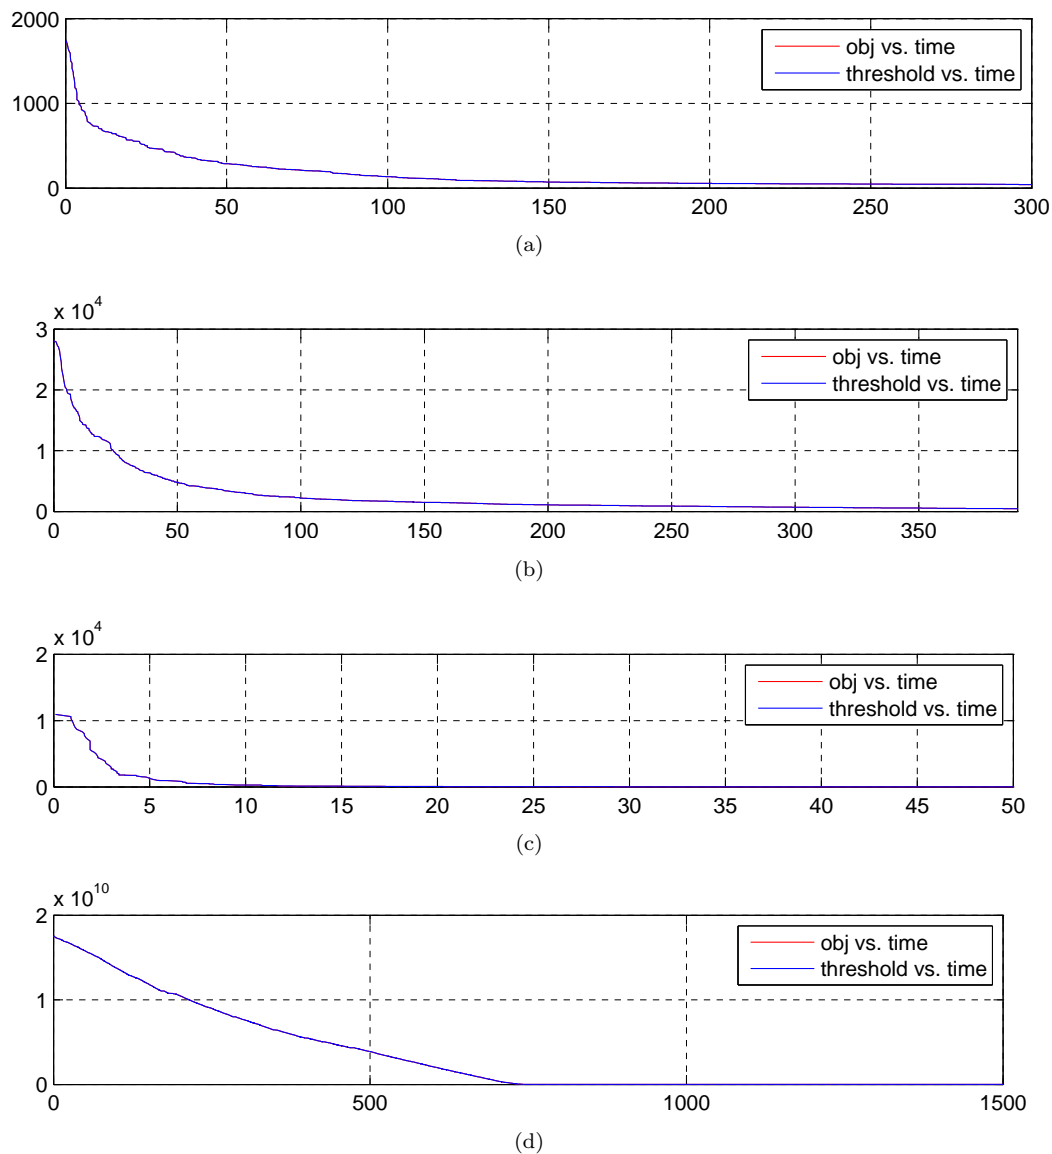 2000
1000
0
0 50 100 150 200 250 300
obj vs. time
threshold vs. time
(a)
x 10^4
3
2
1
0
0 50 100 150 200 250 300 350
obj vs. time
threshold vs. time
(b)
x 10^4
2
1
0
0 5 10 15 20 25 30 35 40 45 50
obj vs. time
threshold vs. time
(c)
x 10^10
2
1
0
0 500 1000 1500
obj vs. time
threshold vs. time
(d)